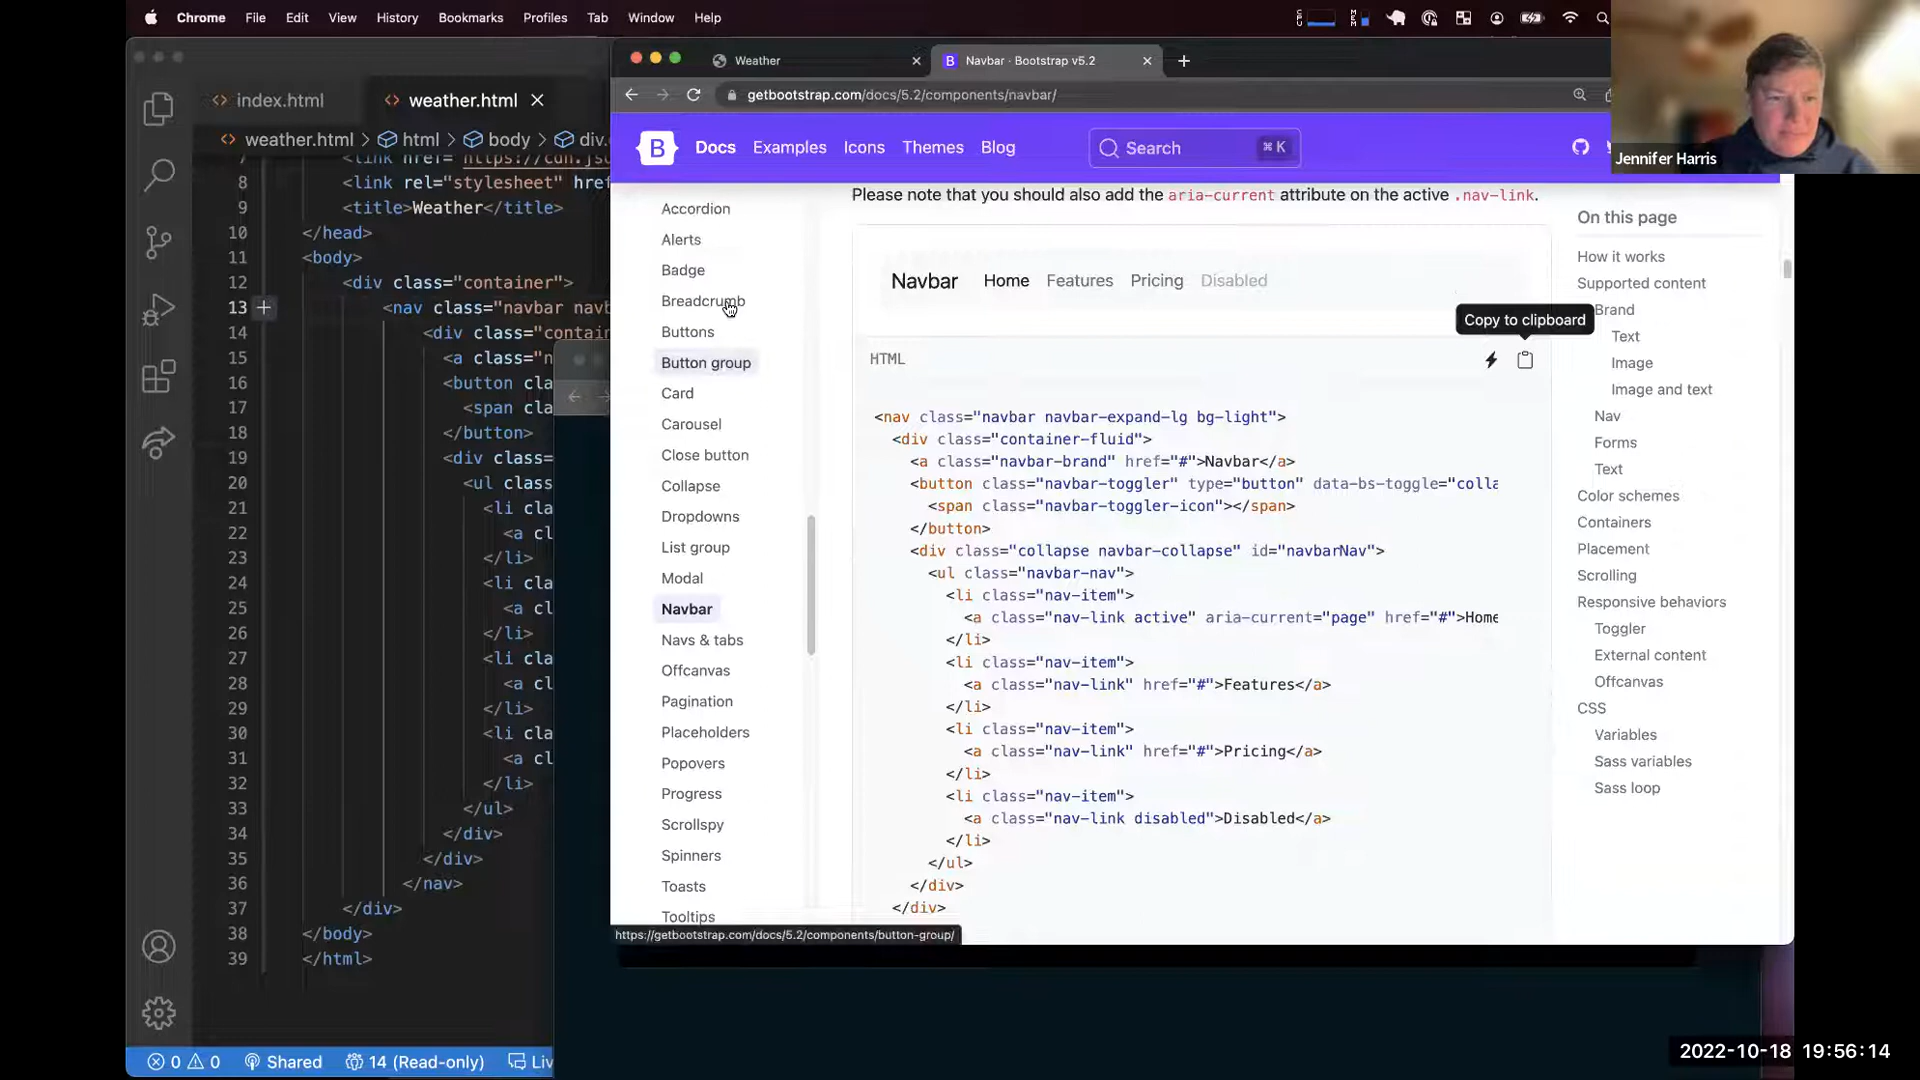 Chrome File Edit View History Bookmarks Profiles Tab Window Help
index.html
weather.html
weather.html > html > body > div.
7 <link href="https://cdn.jso
8 <link rel="stylesheet" href
9 <title>Weather</title>
10 </head>
11 <body>
12 <div class="container">
13 <nav class="navbar navb
14 <div class="contain
15 <a class="n
16 <button cla
17 <span cla
18 </button>
19 <div class=
20 <ul class
21 <li cla
22 <a cl
23 </li>
24 <li cla
25 <a cl
26 </li>
27 <li cla
28 <a cl
29 </li>
30 <li cla
31 <a cl
32 </li>
33 </ul>
34 </div>
35 </div>
36 </nav>
37 </div>
38 </body>
39 </html>
0 0 Shared 14 (Read-only) Liv
Weather
Navbar · Bootstrap v5.2
getbootstrap.com/docs/5.2/components/navbar/
B Docs Examples Icons Themes Blog Search ⌘ K
Accordion
Alerts
Badge
Breadcrumb
Buttons
Button group
Card
Carousel
Close button
Collapse
Dropdowns
List group
Modal
Navbar
Navs & tabs
Offcanvas
Pagination
Placeholders
Popovers
Progress
Scrollspy
Spinners
Toasts
Tooltips
https://getbootstrap.com/docs/5.2/components/button-group/
Please note that you should also add the aria-current attribute on the active .nav-link.
Navbar Home Features Pricing Disabled
Copy to clipboard
HTML
<nav class="navbar navbar-expand-lg bg-light">
<div class="container-fluid">
<a class="navbar-brand" href="#">Navbar</a>
<button class="navbar-toggler" type="button" data-bs-toggle="colla
<span class="navbar-toggler-icon"></span>
</button>
<div class="collapse navbar-collapse" id="navbarNav">
<ul class="navbar-nav">
<li class="nav-item">
<a class="nav-link active" aria-current="page" href="#">Home
</li>
<li class="nav-item">
<a class="nav-link" href="#">Features</a>
</li>
<li class="nav-item">
<a class="nav-link" href="#">Pricing</a>
</li>
<li class="nav-item">
<a class="nav-link disabled">Disabled</a>
</li>
</ul>
</div>
</div>
On this page
How it works
Supported content
Brand
Text
Image
Image and text
Nav
Forms
Text
Color schemes
Containers
Placement
Scrolling
Responsive behaviors
Toggler
External content
Offcanvas
CSS
Variables
Sass variables
Sass loop
Jennifer Harris
2022-10-18 19:56:14